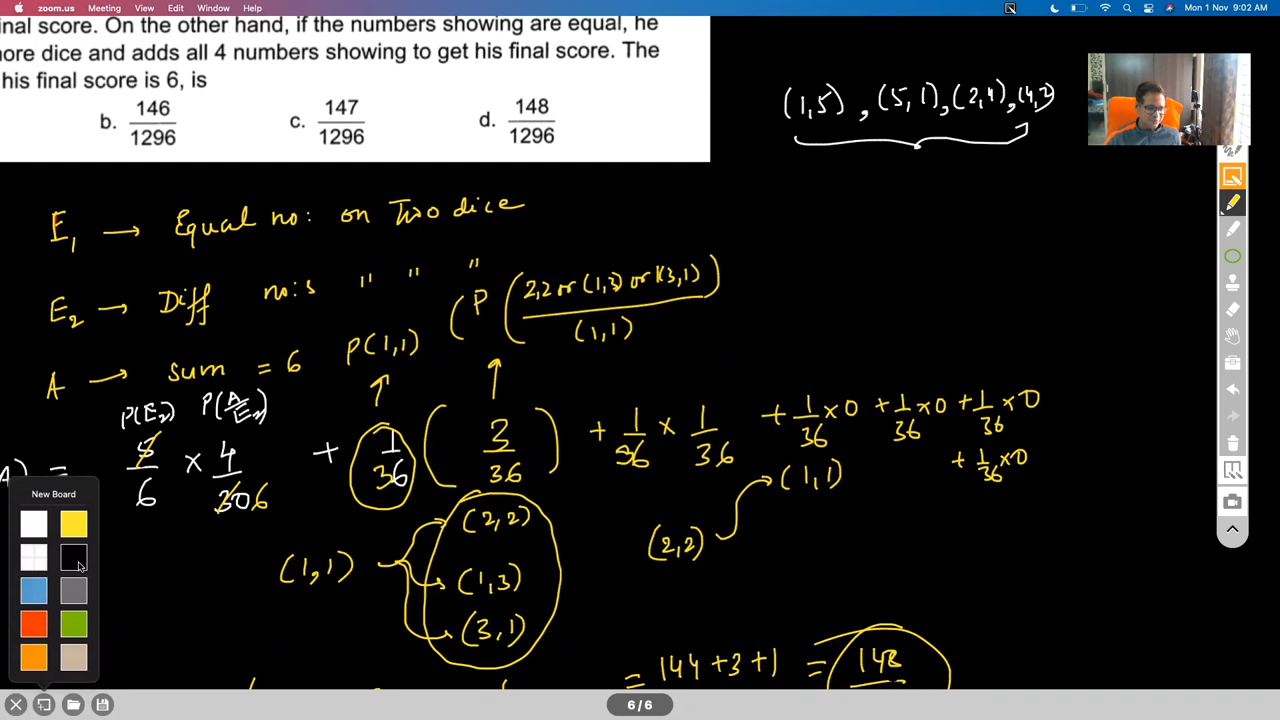 zoom.us Meeting View Edit Window Help Mon 1 Nov 9:02 AM
inal score. On the other hand, if the numbers showing are equal, he
nore dice and adds all 4 numbers showing to get his final score. The
his final score is 6, is
b. 146/1296 c. 147/1296 d. 148/1296
(1,5), (5,1), (2,4), (4,2)
E₁ → Equal no: on Two dice
E₂ → Diff no:s " " "
P(1,1) (P(2,2 or (1,3) or (3,1)/(1,1))
A → sum = 6
P(E₂) P(A/E₂)
A) = 5/6 × 4/30 6 + 1/36 (3/36) + 1/36 × 1/36 + 1/36 × 0 + 1/36 × 0 + 1/36 × 0
+ 1/36 × 0
(1,1)
(2,2)
(2,2)
(1,1)
(1,3)
(3,1)
= 144 + 3 + 1 = 148
New Board
6 / 6